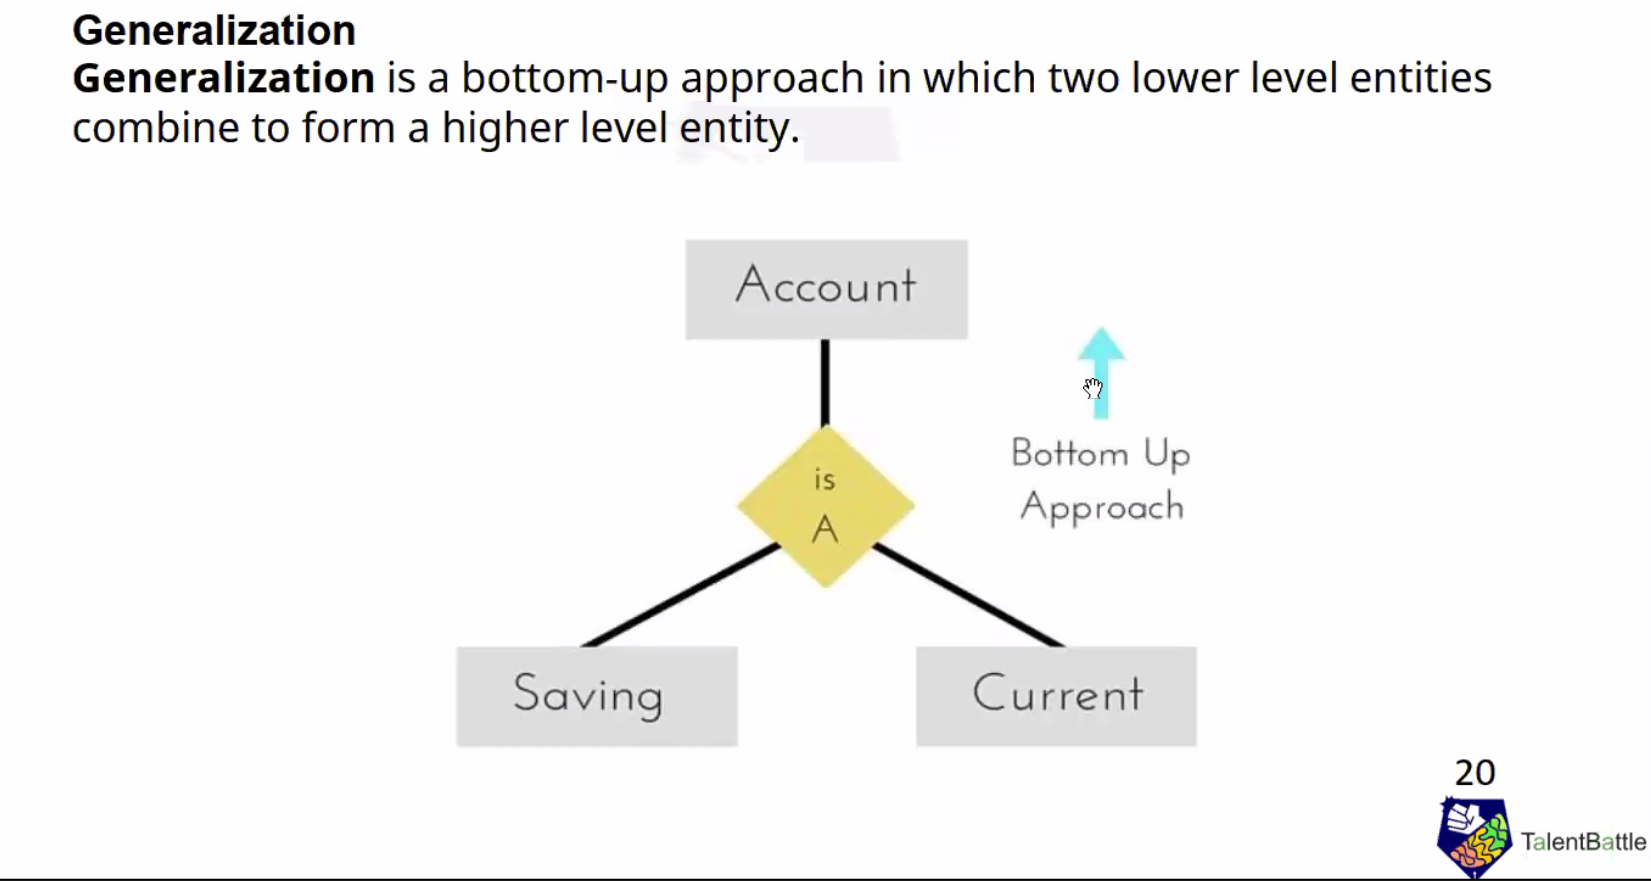 Generalization
Generalization is a bottom-up approach in which two lower level entities
combine to form a higher level entity.
Account
is
A
Bottom Up
Approach
Saving
Current
20
TalentBattle